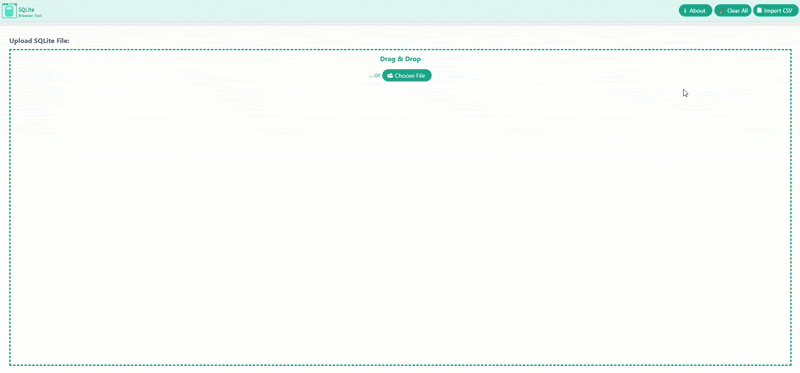 SQLite
Browser Tool
About
Clear All
Import CSV
Upload SQLite File:
Drag & Drop
...or
Choose File